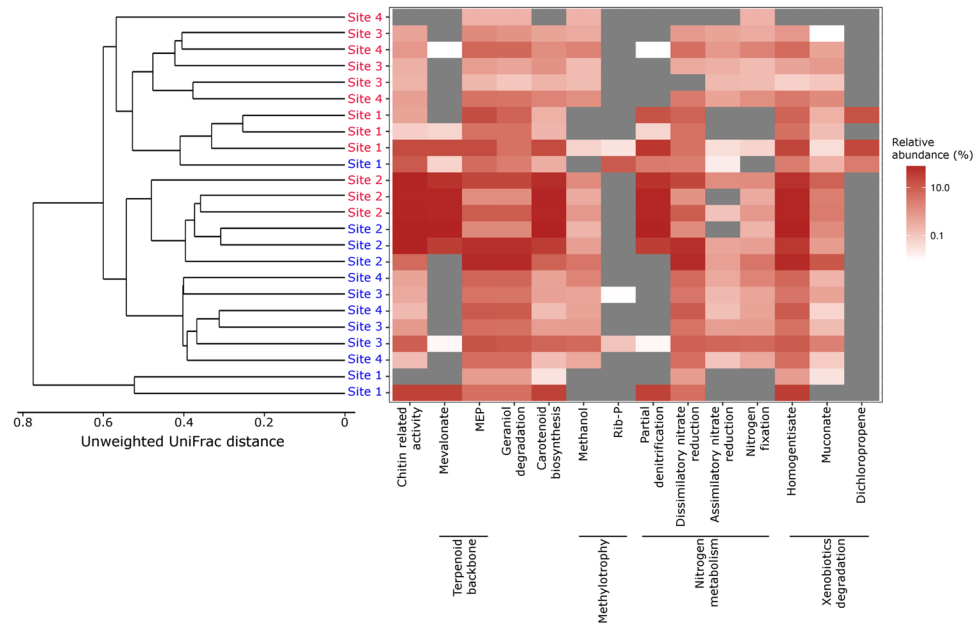 Site 4
Site 3
Site 4
Site 3
Site 3
Site 4
Site 1
Site 1
Site 1
Site 1
Site 2
Site 2
Site 2
Site 2
Site 2
Site 2
Site 4
Site 3
Site 4
Site 3
Site 3
Site 4
Site 1
Site 1
0.8
0.6
0.4
0.2
0
Unweighted UniFrac distance
Chitin related
activity
Mevalonate
MEP
Geraniol
degradation
Carotenoid
biosynthesis
Methanol
Rib-P
Partial
denitrification
Dissimilatory nitrate
reduction
Assimilatory nitrate
reduction
Nitrogen
fixation
Homogentisate
Muconate
Dichloropropene
Terpenoid
backbone
Methylotrophy
Nitrogen
metabolism
Xenobiotics
degradation
Relative
abundance (%)
10.0
0.1